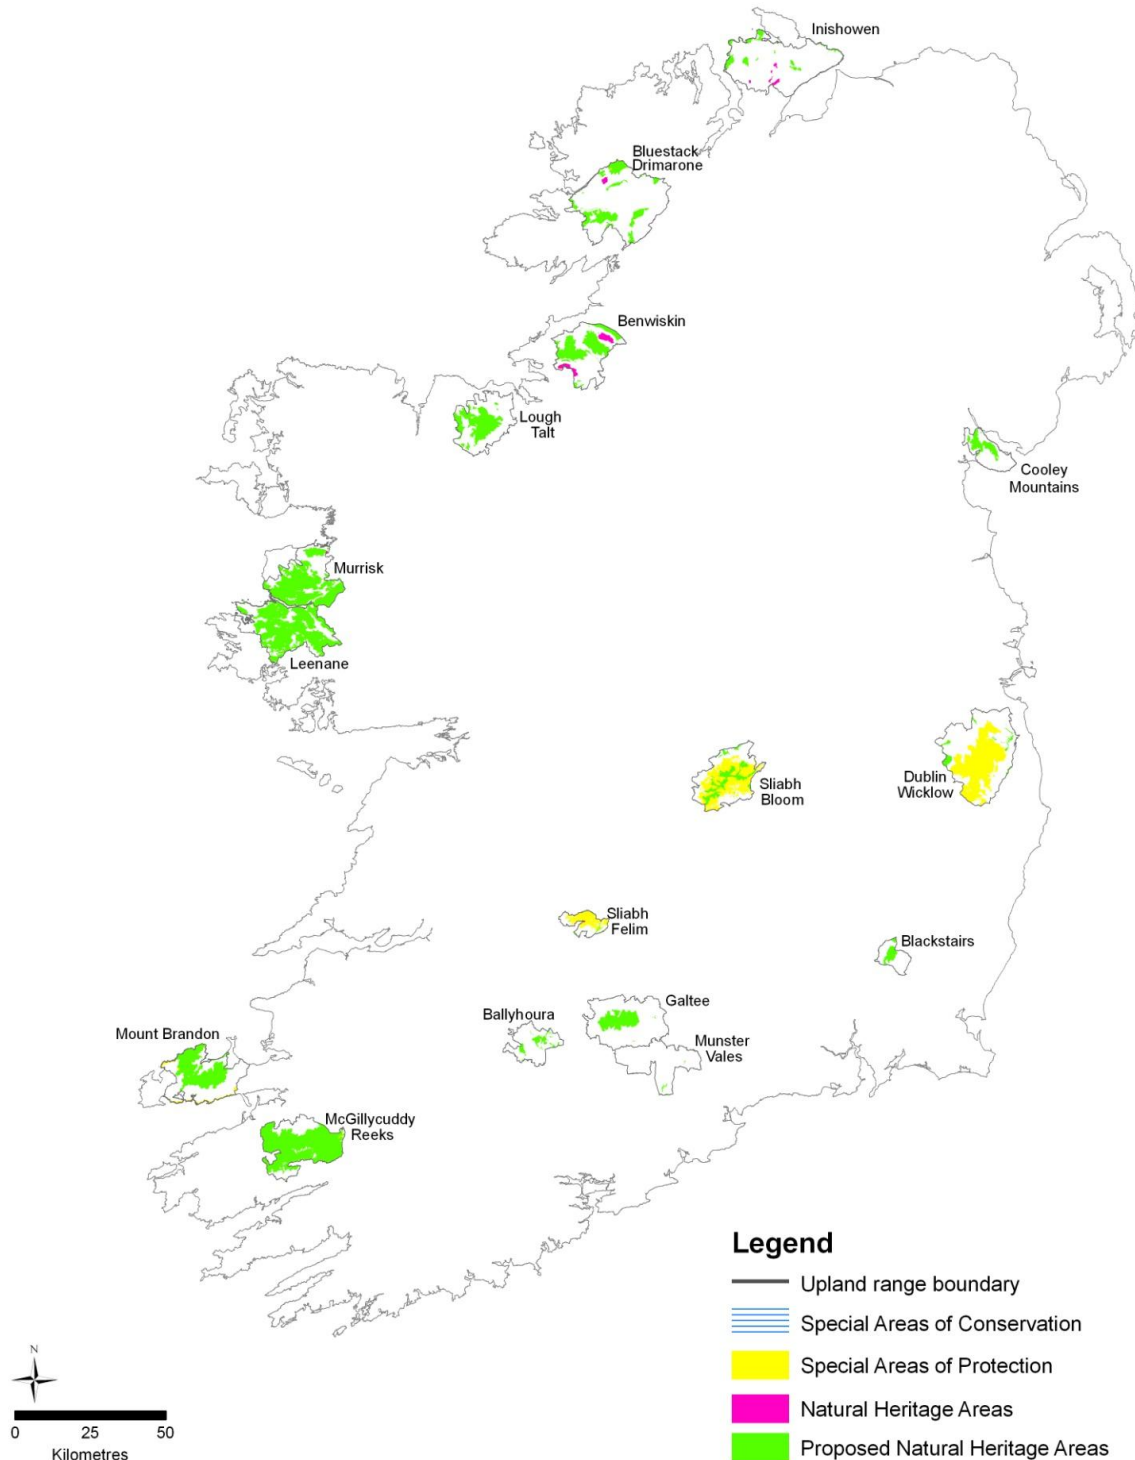 Inishowen
Bluestack
Drimarone
Benwiskin
Lough
Talt
Cooley
Mountains
Murrisk
Leenane
Sliabh
Bloom
Dublin
Wicklow
Sliabh
Felim
Blackstairs
Ballyhoura
Galtee
Munster
Vales
Mount Brandon
McGillycuddy
Reeks
Legend
Upland range boundary
Special Areas of Conservation
Special Areas of Protection
Natural Heritage Areas
Proposed Natural Heritage Areas
N
0 25 50
Kilometres